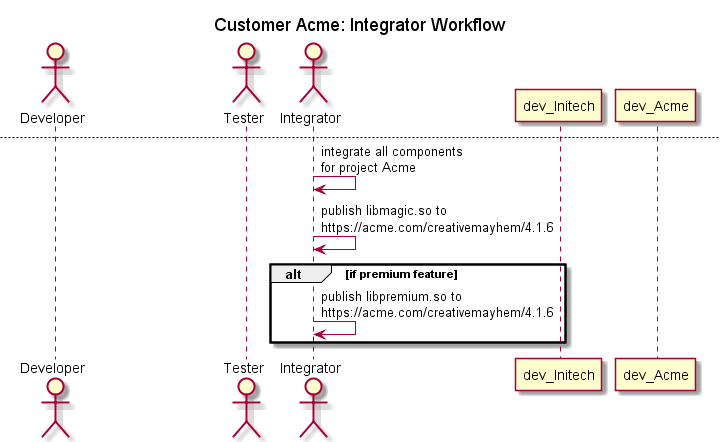 Customer Acme: Integrator Workflow
Developer
Tester
Integrator
dev_Initech
dev_Acme
integrate all components
for project Acme
publish libmagic.so to
https://acme.com/creativemayhem/4.1.6
alt
[if premium feature]
publish libpremium.so to
https://acme.com/creativemayhem/4.1.6
Developer
Tester
Integrator
dev_Initech
dev_Acme